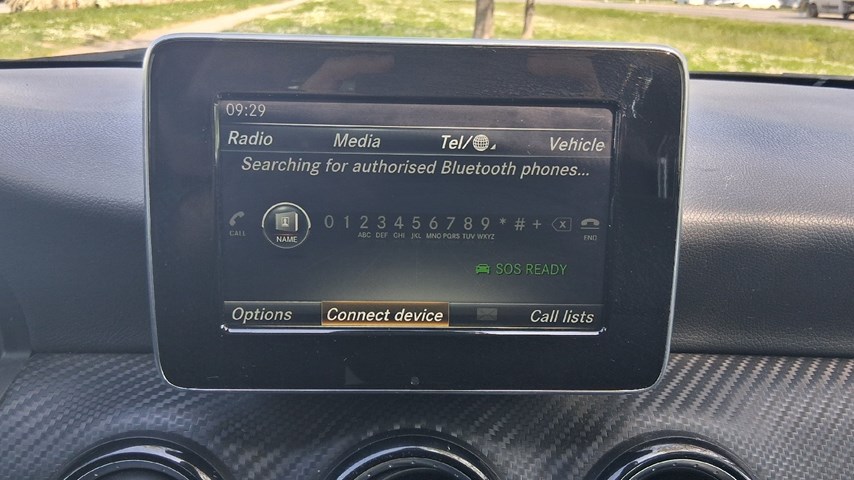 09:29
Radio Media Tel/ Vehicle
Searching for authorised Bluetooth phones...
CALL NAME 0 1 2 3 4 5 6 7 8 9 * # + X END
ABC DEF GHI JKL MNO PQRS TUV WXYZ
SOS READY
Options Connect device Call lists